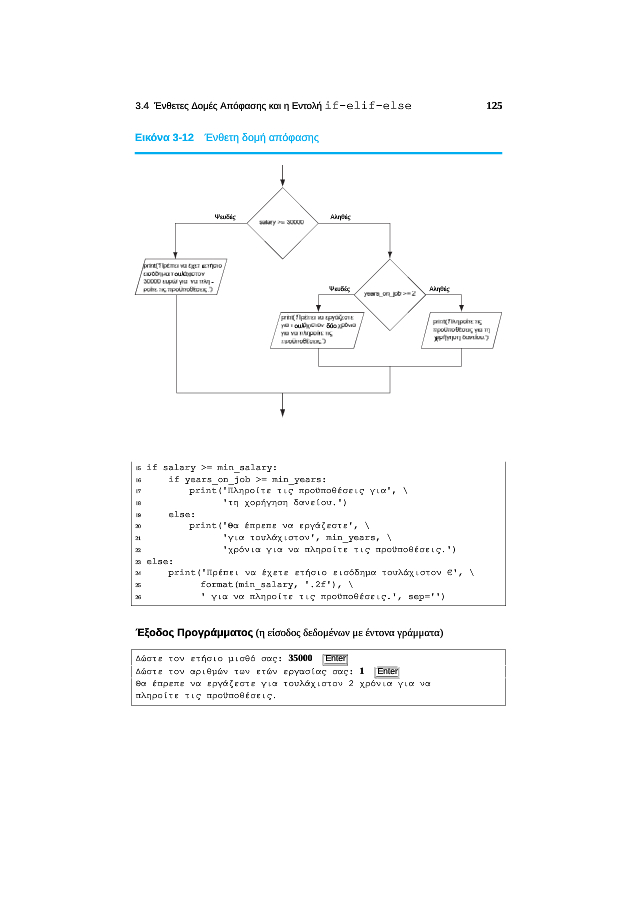 3.4 Ένθετες Δομές Απόφασης και η Εντολή if-elif-else 125
Εικόνα 3-12 Ένθετη δομή απόφασης
Ψευδές
salary >= 30000
Αληθές
print('Πρέπει να έχετε ετήσιο
εισόδημα τουλάχιστον
30000 ευρώ για να πλη -
ροίτε τις προϋποθέσεις.')
Ψευδές
years_on_job >= 2
Αληθές
print('Πρέπει να εργάζεστε
για τουλάχιστον δύο χρόνια
για να πληροίτε τις
προϋποθέσεις.')
print('Πληροίτε τις
προϋποθέσεις για τη
χορήγηση δανείου.')
15 if salary >= min_salary:
16 if years_on_job >= min_years:
17 print('Πληροίτε τις προϋποθέσεις για', \
18 'τη χορήγηση δανείου.')
19 else:
20 print('Θα έπρεπε να εργάζεστε', \
21 'για τουλάχιστον', min_years, \
22 'χρόνια για να πληροίτε τις προϋποθέσεις.')
23 else:
24 print('Πρέπει να έχετε ετήσιο εισόδημα τουλάχιστον €', \
25 format(min_salary, '.2f'), \
26 ' για να πληροίτε τις προϋποθέσεις.', sep='')
Έξοδος Προγράμματος (η είσοδος δεδομένων με έντονα γράμματα)
Δώστε τον ετήσιο μισθό σας: 35000 Enter
Δώστε τον αριθμών των ετών εργασίας σας: 1 Enter
Θα έπρεπε να εργάζεστε για τουλάχιστον 2 χρόνια για να
πληροίτε τις προϋποθέσεις.